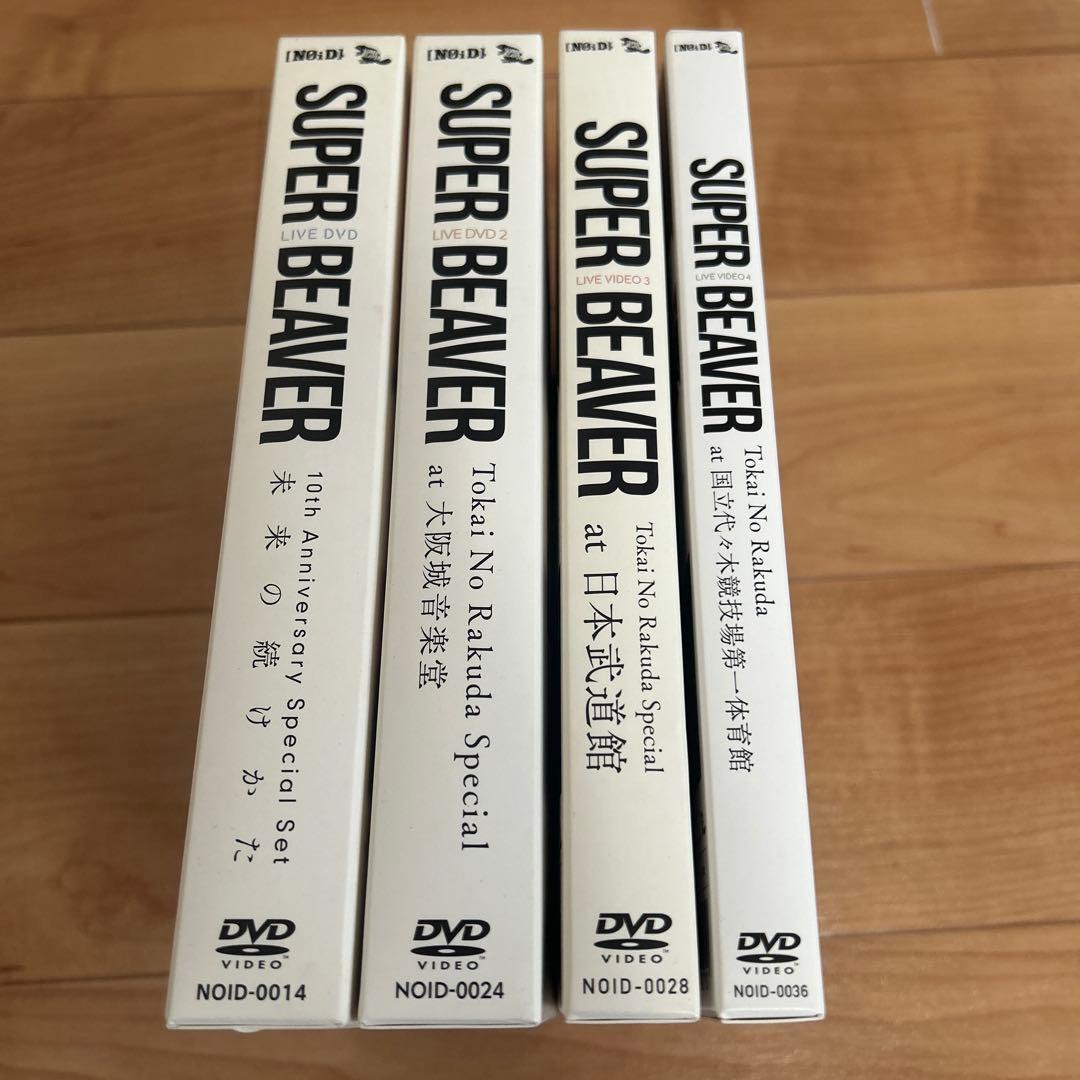 [NOiD]
SUPER BEAVER
LIVE DVD
10th Anniversary Special Set
未来の続けかた
DVD
VIDEO
NOID-0014
[NOiD]
SUPER BEAVER
LIVE DVD 2
Tokai No Rakuda Special
at 大阪城音楽堂
DVD
VIDEO
NOID-0024
[NOiD]
SUPER BEAVER
LIVE VIDEO 3
Tokai No Rakuda Special
at 日本武道館
DVD
VIDEO
NOID-0028
[NOiD]
SUPER BEAVER
LIVE VIDEO 4
Tokai No Rakuda
at 国立代々木競技場第一体育館
DVD
VIDEO
NOID-0036